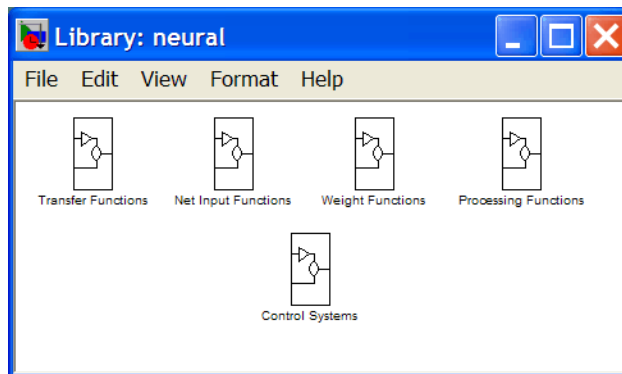 Library: neural
File Edit View Format Help
Transfer Functions Net Input Functions Weight Functions Processing Functions
Control Systems